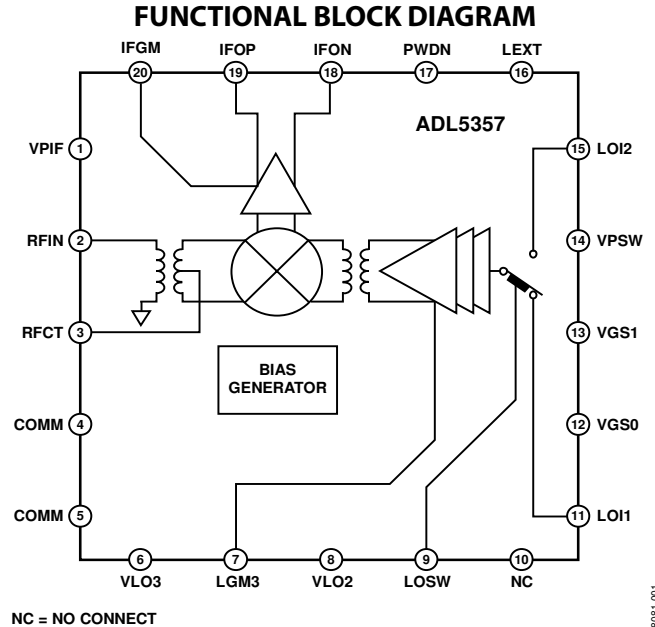 FUNCTIONAL BLOCK DIAGRAM
IFGM IFOP IFON PWDN LEXT
20 19 18 17 16
ADL5357
VPIF 1
15 LOI2
RFIN 2
14 VPSW
RFCT 3
13 VGS1
BIAS
GENERATOR
COMM 4
12 VGS0
COMM 5
11 LOI1
6 7 8 9 10
VLO3 LGM3 VLO2 LOSW NC
NC = NO CONNECT